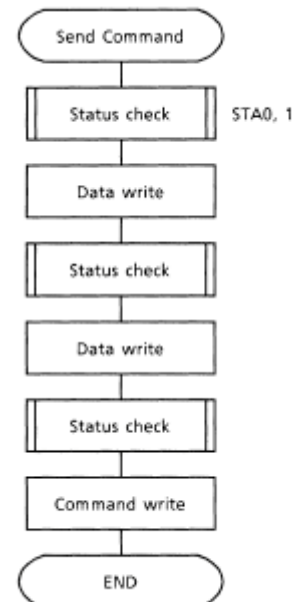 Send Command
Status check
STA0, 1
Data write
Status check
Data write
Status check
Command write
END